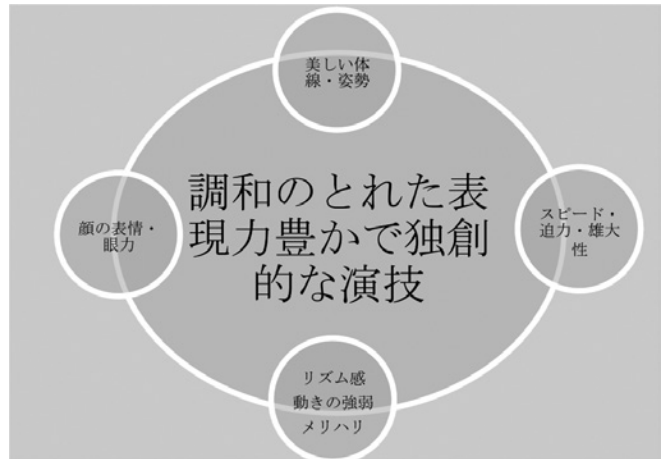 美しい体
線・姿勢
調和のとれた表
現力豊かで独創
的な演技
顔の表情・
眼力
スピード・
迫力・雄大
性
リズム感
動きの強弱
メリハリ